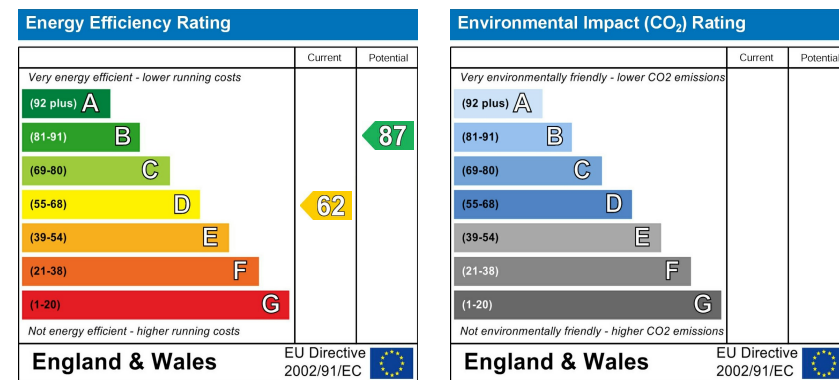 Energy Efficiency Rating
Current Potential
Very energy efficient - lower running costs
(92 plus) A
(81-91) B
87
(69-80) C
(55-68) D
62
(39-54) E
(21-38) F
(1-20) G
Not energy efficient - higher running costs
England & Wales
EU Directive
2002/91/EC
Environmental Impact (CO₂) Rating
Current Potential
Very environmentally friendly - lower CO2 emissions
(92 plus) A
(81-91) B
(69-80) C
(55-68) D
(39-54) E
(21-38) F
(1-20) G
Not environmentally friendly - higher CO2 emissions
England & Wales
EU Directive
2002/91/EC